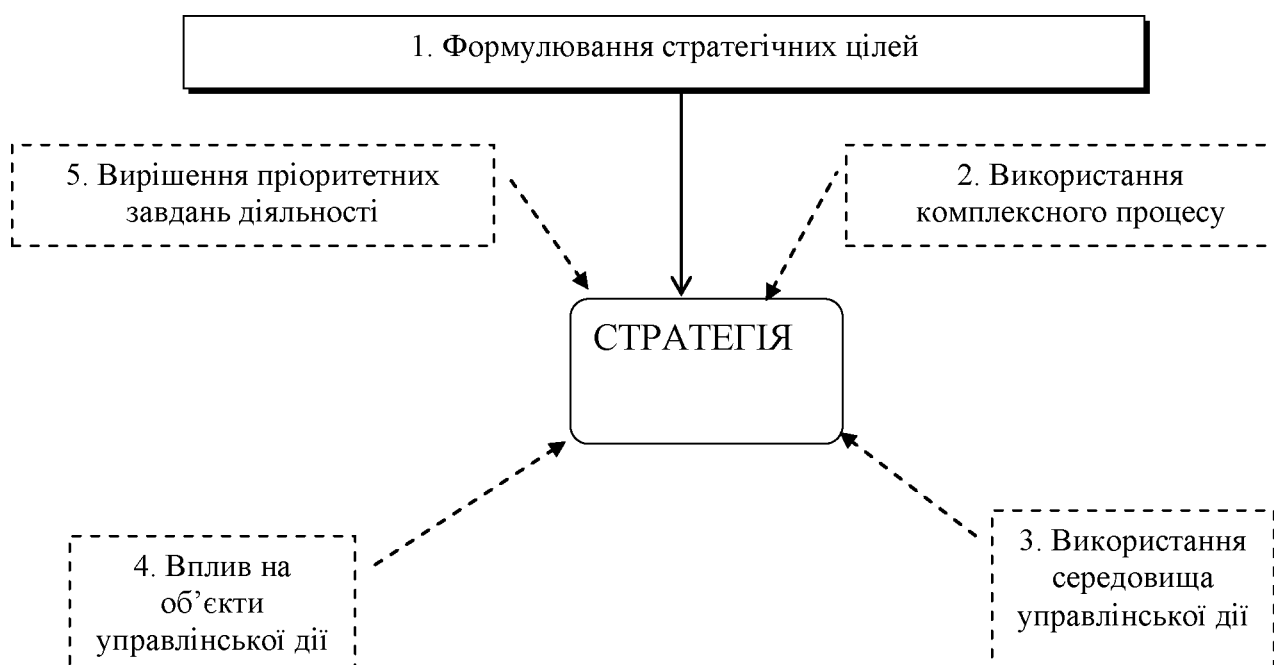 1. Формулювання стратегічних цілей
5. Вирішення пріоритетних
завдань діяльності
2. Використання
комплексного процесу
СТРАТЕГІЯ
4. Вплив на
об’єкти
управлінської дії
3. Використання
середовища
управлінської дії